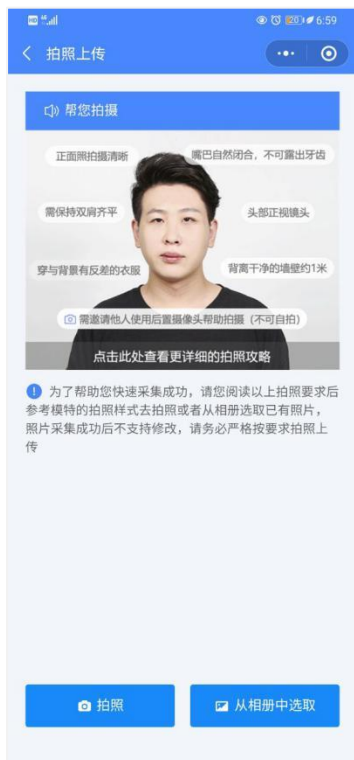 HD 4G 20 6:59
拍照上传
帮您拍摄
正面照拍摄清晰
嘴巴自然闭合，不可露出牙齿
需保持双肩齐平
头部正视镜头
穿与背景有反差的衣服
背离干净的墙壁约1米
需邀请他人使用后置摄像头帮助拍摄（不可自拍）
点击此处查看更详细的拍照攻略
为了帮助您快速采集成功，请您阅读以上拍照要求后
参考模特的拍照样式去拍照或者从相册选取已有照片，
照片采集成功后不支持修改，请务必严格按要求拍照上
传
拍照
从相册中选取